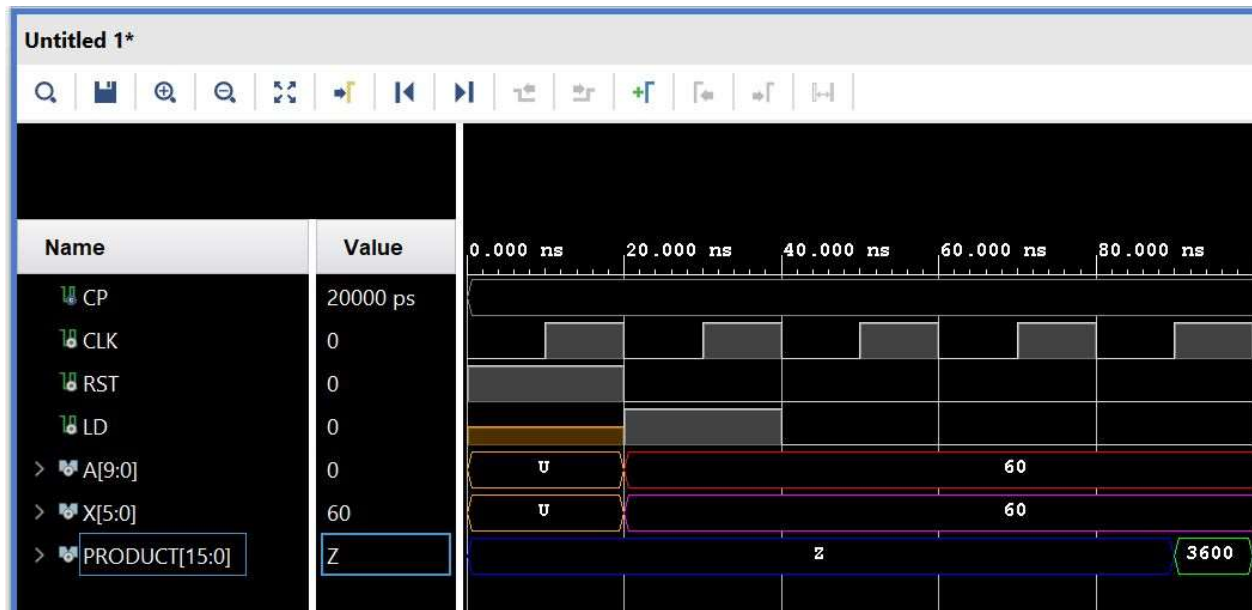 Untitled 1*
Name Value 0.000 ns 20.000 ns 40.000 ns 60.000 ns 80.000 ns
CP 20000 ps
CLK 0
RST 0
LD 0
A[9:0] 0 U 60
X[5:0] 60 U 60
PRODUCT[15:0] Z Z 3600